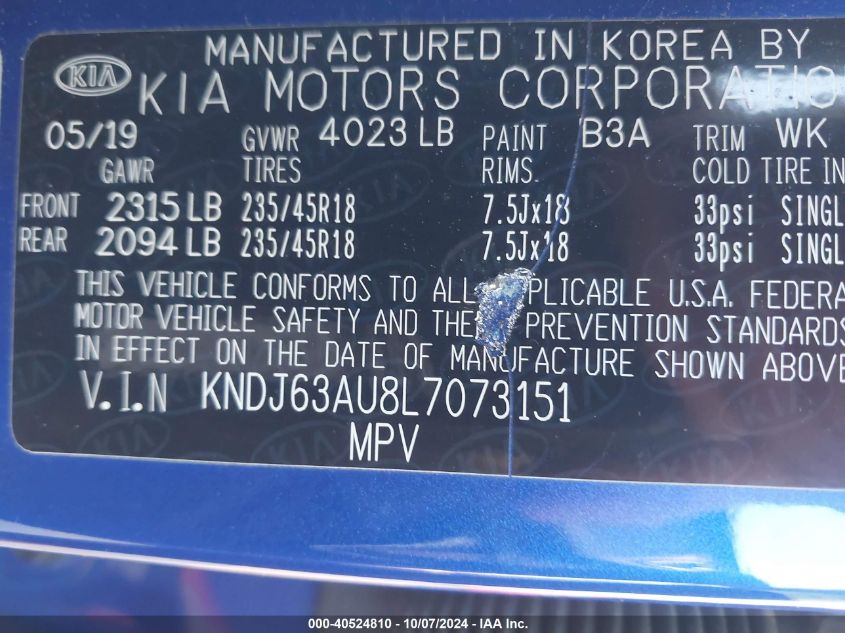 MANUFACTURED IN KOREA BY
KIA KIA MOTORS CORPORATION
05/19 GVWR 4023 LB PAINT B3A TRIM WK
GAWR TIRES RIMS. COLD TIRE IN
FRONT 2315 LB 235/45R18 7.5Jx18 33psi SINGL
REAR 2094 LB 235/45R18 7.5Jx18 33psi SINGL
THIS VEHICLE CONFORMS TO ALL PLICABLE U.S.A. FEDERA
MOTOR VEHICLE SAFETY AND THE PREVENTION STANDARDS
IN EFFECT ON THE DATE OF MANUFACTURE SHOWN ABOVE
V.I.N KNDJ63AU8L7073151
MPV
000-40524810 - 10/07/2024 - IAA Inc.